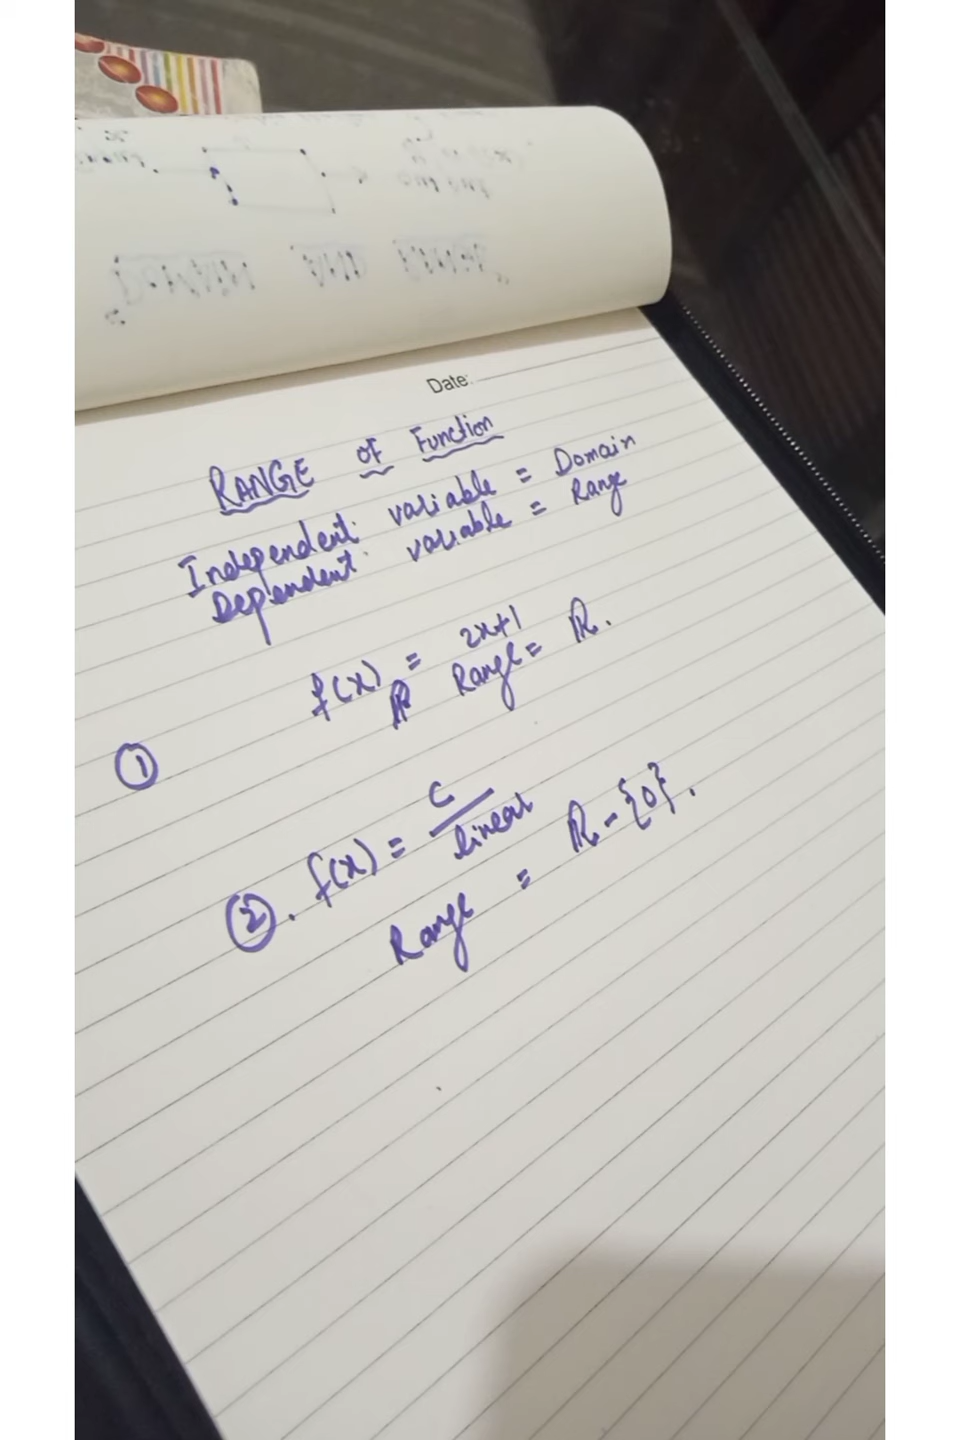 Date:
RANGE OF Function
Independent variable = Domain
Dependent variable = Range
f(x) = 2x+1
Range = ℝ.
①
②. f(x) = C/linear
Range = ℝ - {0}.